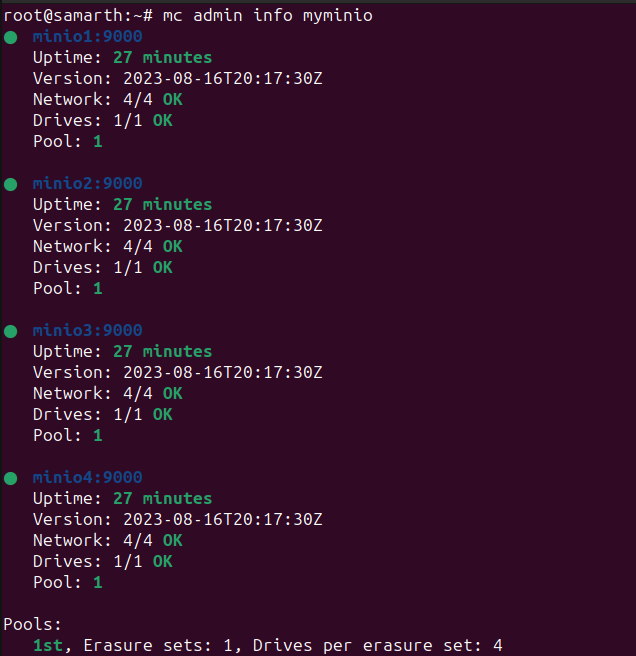 root@samarth:~# mc admin info myminio
● minio1:9000
Uptime: 27 minutes
Version: 2023-08-16T20:17:30Z
Network: 4/4 OK
Drives: 1/1 OK
Pool: 1
● minio2:9000
Uptime: 27 minutes
Version: 2023-08-16T20:17:30Z
Network: 4/4 OK
Drives: 1/1 OK
Pool: 1
● minio3:9000
Uptime: 27 minutes
Version: 2023-08-16T20:17:30Z
Network: 4/4 OK
Drives: 1/1 OK
Pool: 1
● minio4:9000
Uptime: 27 minutes
Version: 2023-08-16T20:17:30Z
Network: 4/4 OK
Drives: 1/1 OK
Pool: 1
Pools:
1st, Erasure sets: 1, Drives per erasure set: 4